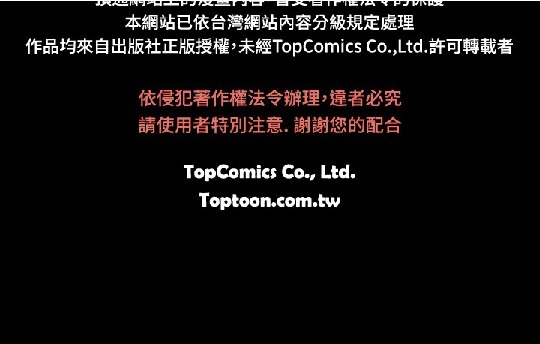 本網站已依台灣網站內容分級規定處理
作品均來自出版社正版授權，未經TopComics Co.,Ltd.許可轉載者
依侵犯著作權法令辦理，違者必究
請使用者特別注意. 謝謝您的配合
TopComics Co., Ltd.
Toptoon.com.tw